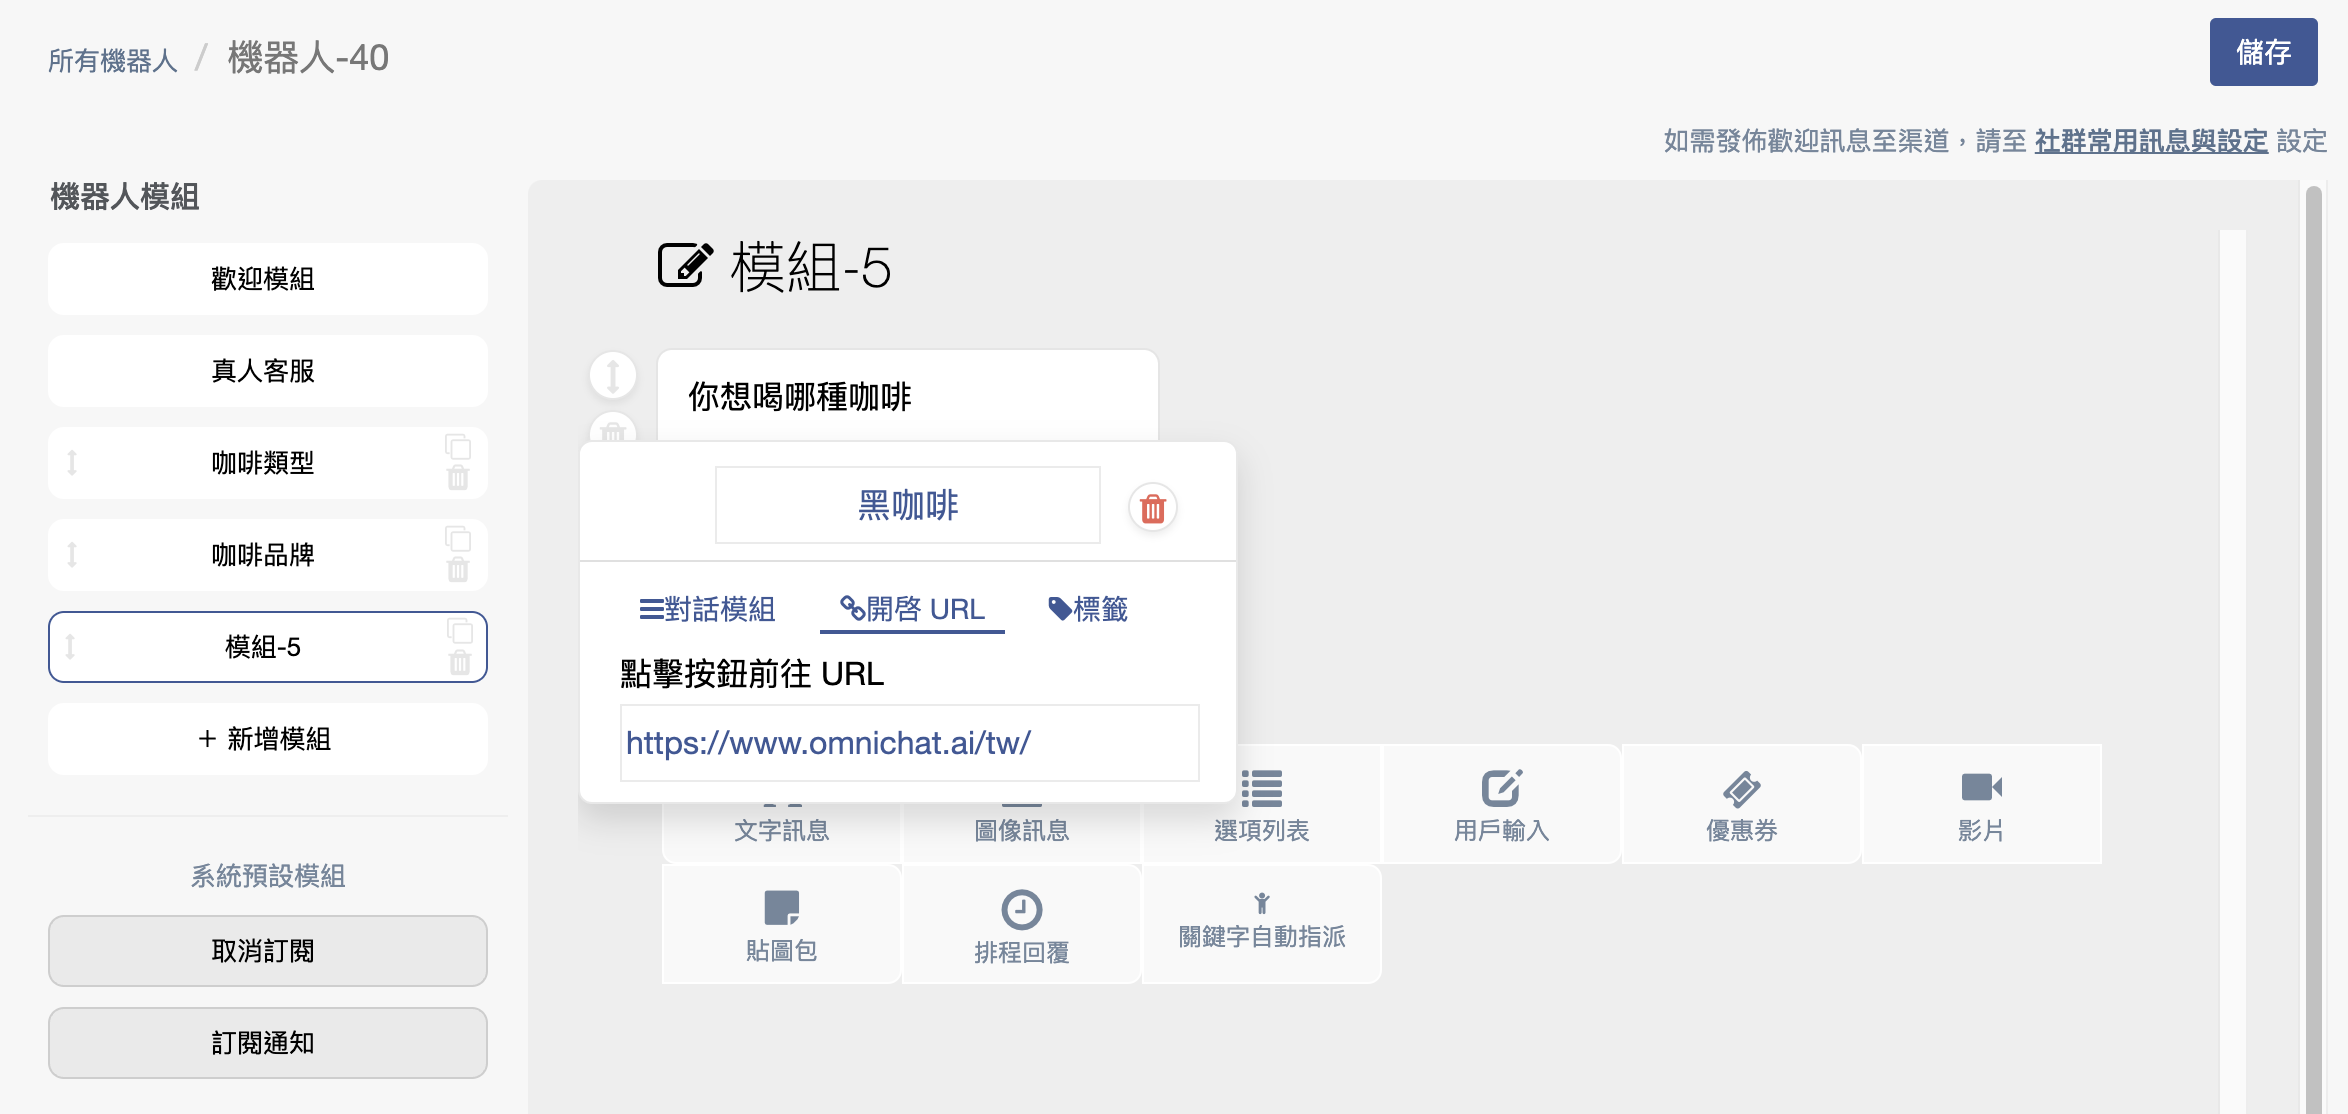 所有機器人 / 機器人-40
儲存
如需發佈歡迎訊息至渠道，請至 社群常用訊息與設定 設定
機器人模組
歡迎模組
真人客服
咖啡類型
咖啡品牌
模組-5
+ 新增模組
系統預設模組
取消訂閱
訂閱通知
模組-5
你想喝哪種咖啡
黑咖啡
對話模組
開啓 URL
標籤
點擊按鈕前往 URL
https://www.omnichat.ai/tw/
文字訊息
圖像訊息
選項列表
用戶輸入
優惠券
影片
貼圖包
排程回覆
關鍵字自動指派